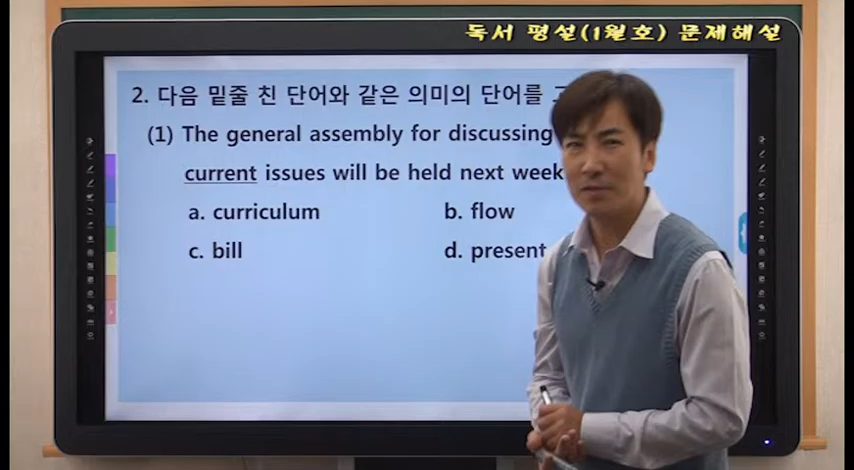 독서 평설(1월호) 문제해설
2. 다음 밑줄 친 단어와 같은 의미의 단어를
(1) The general assembly for discussing
current issues will be held next week
a. curriculum b. flow
c. bill d. present